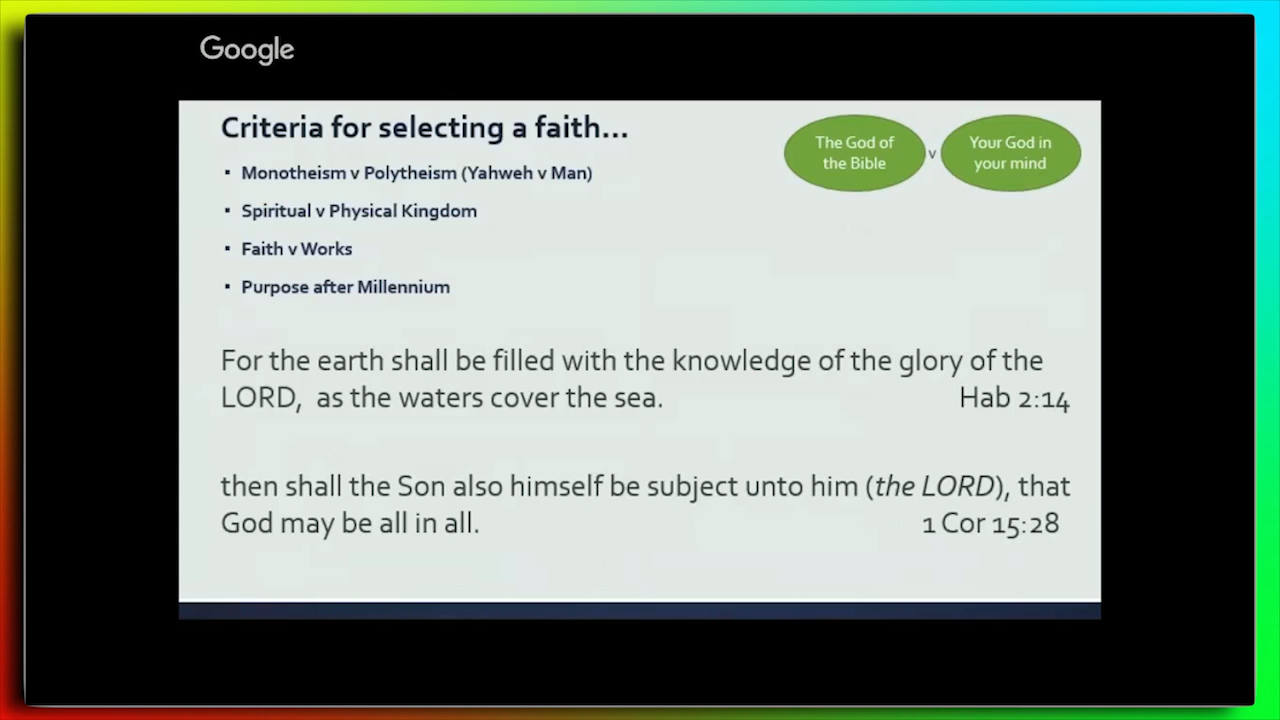 Google
Criteria for selecting a faith...
The God of
the Bible
v
Your God in
your mind
▪ Monotheism v Polytheism (Yahweh v Man)
▪ Spiritual v Physical Kingdom
▪ Faith v Works
▪ Purpose after Millennium
For the earth shall be filled with the knowledge of the glory of the
LORD, as the waters cover the sea. Hab 2:14
then shall the Son also himself be subject unto him (the LORD), that
God may be all in all. 1 Cor 15:28